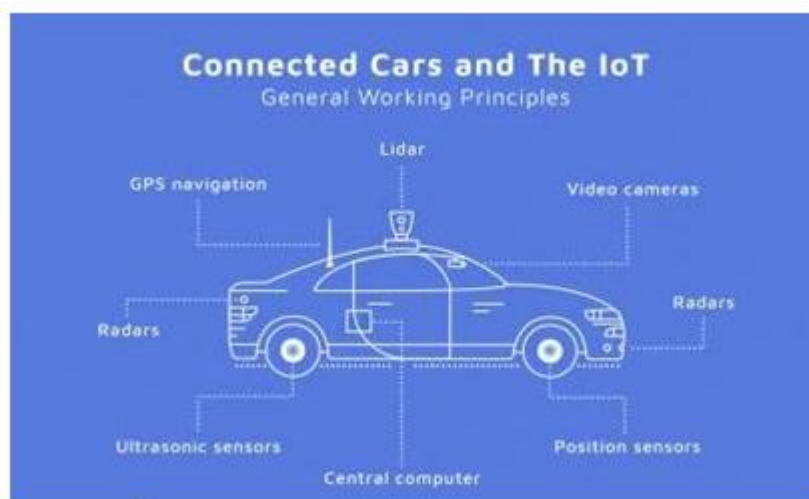 Connected Cars and The IoT
General Working Principles
Lidar
GPS navigation
Video cameras
Radars
Radars
Ultrasonic sensors
Position sensors
Central computer